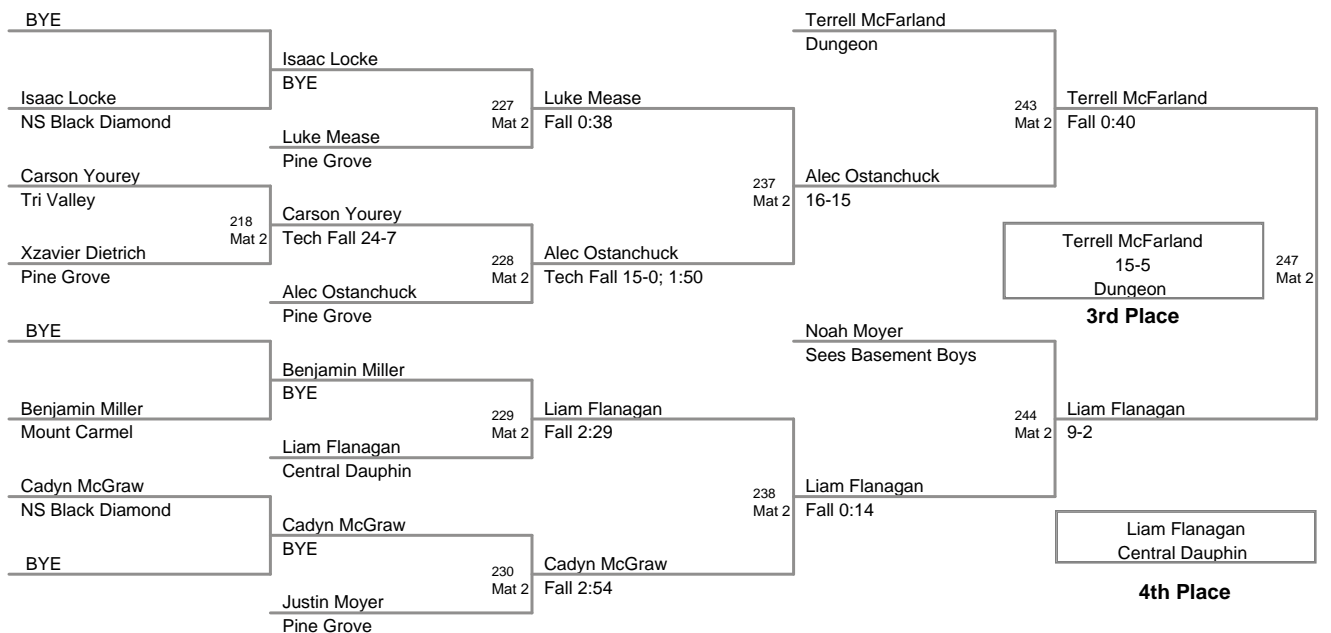 BYE
Isaac Locke
NS Black Diamond
Carson Yourey
Tri Valley
218
Mat 2
Xzavier Dietrich
Pine Grove
BYE
Benjamin Miller
Mount Carmel
Cadyn McGraw
NS Black Diamond
BYE
Isaac Locke
BYE
227
Mat 2
Luke Mease
Pine Grove
Carson Yourey
Tech Fall 24-7
228
Mat 2
Alec Ostanchuck
Pine Grove
Benjamin Miller
BYE
229
Mat 2
Liam Flanagan
Central Dauphin
Cadyn McGraw
BYE
230
Mat 2
Justin Moyer
Pine Grove
Luke Mease
Fall 0:38
237
Mat 2
Alec Ostanchuck
Tech Fall 15-0; 1:50
Liam Flanagan
Fall 2:29
238
Mat 2
Cadyn McGraw
Fall 2:54
Terrell McFarland
Dungeon
243
Mat 2
Alec Ostanchuck
16-15
Noah Moyer
Sees Basement Boys
244
Mat 2
Liam Flanagan
Fall 0:14
Terrell McFarland
Fall 0:40
247
Mat 2
Liam Flanagan
9-2
Terrell McFarland
15-5
Dungeon
3rd Place
Liam Flanagan
Central Dauphin
4th Place